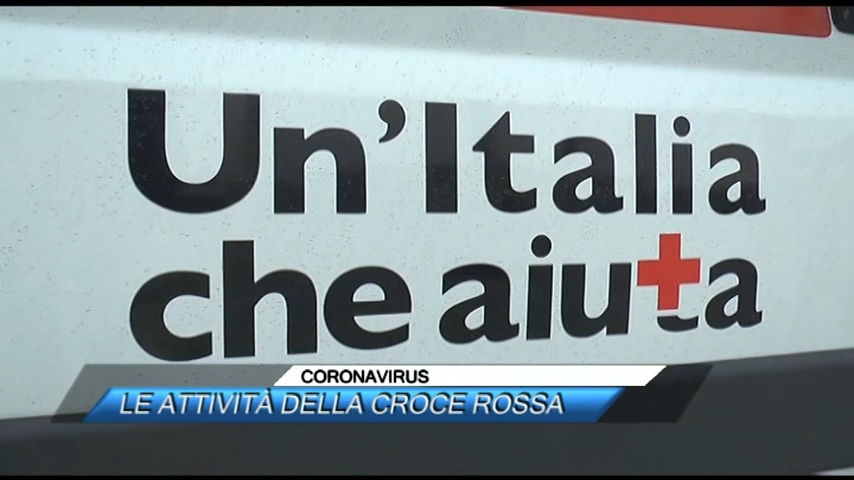 Un'Italia
che aiuta
CORONAVIRUS
LE ATTIVITÀ DELLA CROCE ROSSA